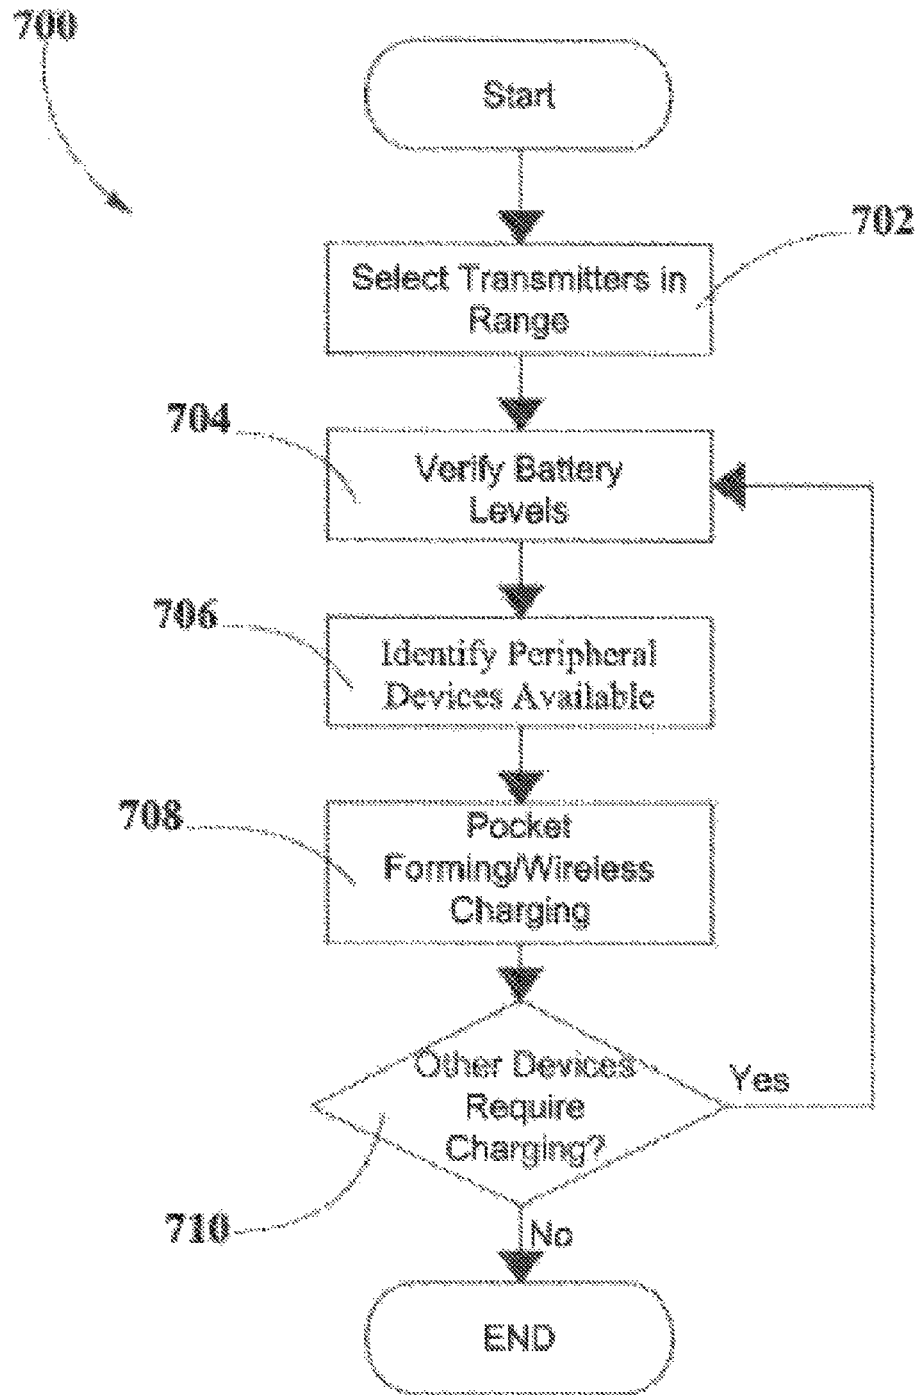 700
Start
702
Select Transmitters in
Range
704
Verify Battery
Levels
706
Identify Peripheral
Devices Available
708
Pocket
Forming/Wireless
Charging
Other Devices
Require
Charging?
Yes
710
No
END